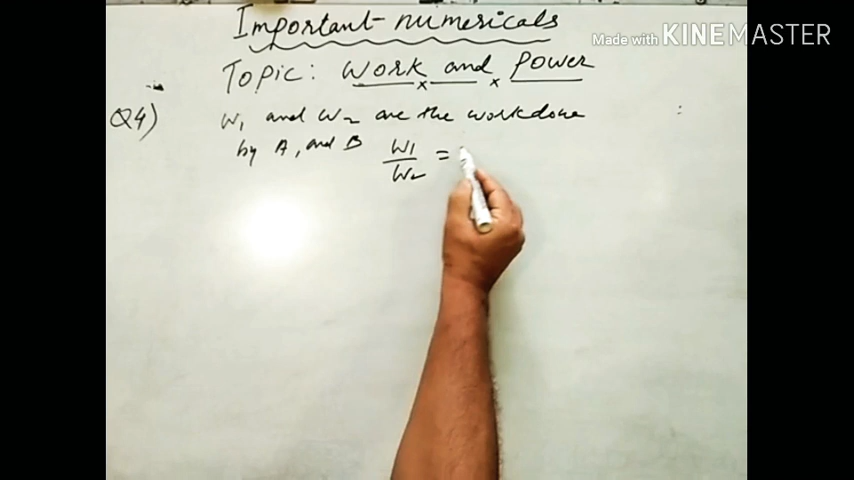 Important numericals
Made with KINEMASTER
Topic: Work and Power
Q4) W1 and W2 are the workdone :
by A, and B W1/W2 =